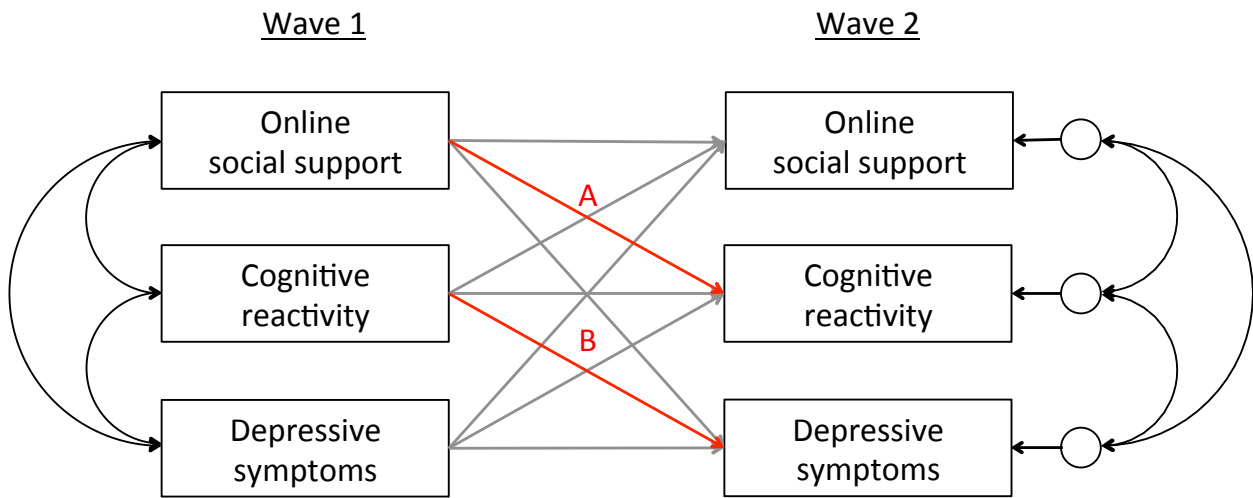 Wave 1
Wave 2
Online
social support
Online
social support
A
Cognitive
reactivity
Cognitive
reactivity
B
Depressive
symptoms
Depressive
symptoms